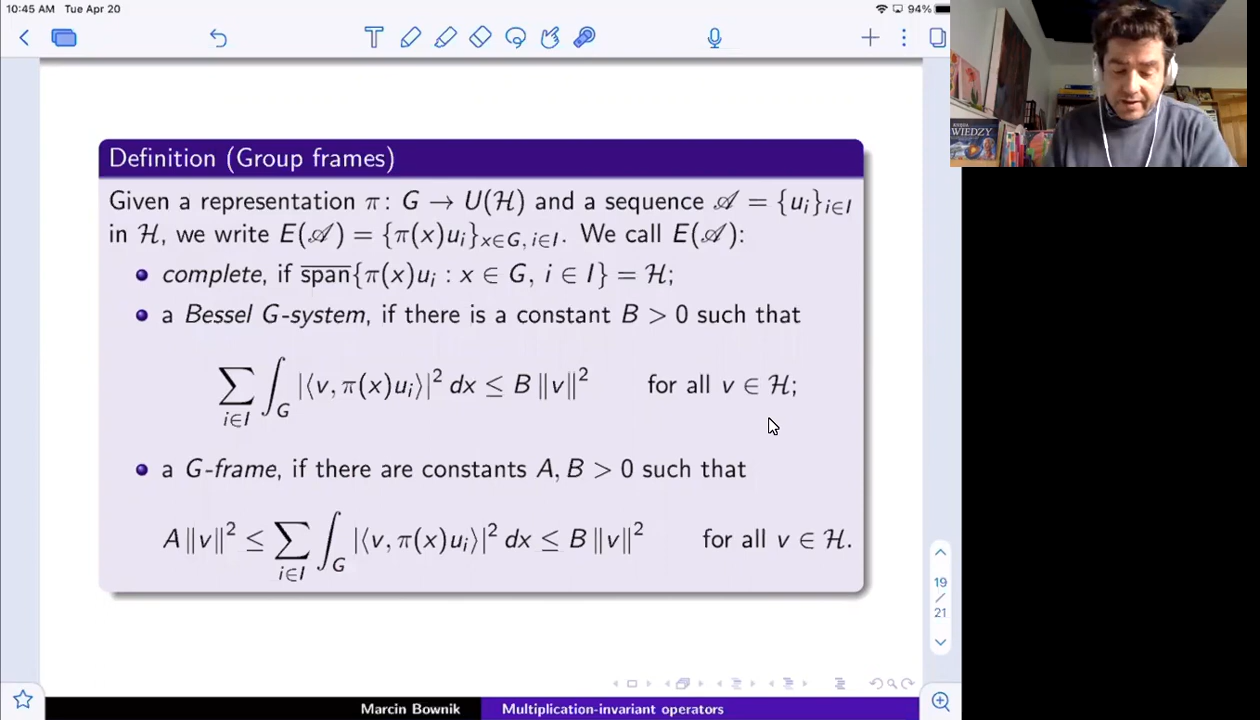 10:45 AM Tue Apr 20
94%
Definition (Group frames)
Given a representation π: G → U(ℋ) and a sequence 𝒜 = {u_i}_{i∈I}
in ℋ, we write E(𝒜) = {π(x)u_i}_{x∈G, i∈I}. We call E(𝒜):
complete, if \overline{span}{π(x)u_i : x ∈ G, i ∈ I} = ℋ;
a Bessel G-system, if there is a constant B > 0 such that
∑_{i∈I} ∫_G |⟨v, π(x)u_i⟩|² dx ≤ B ‖v‖² for all v ∈ ℋ;
a G-frame, if there are constants A, B > 0 such that
A ‖v‖² ≤ ∑_{i∈I} ∫_G |⟨v, π(x)u_i⟩|² dx ≤ B ‖v‖² for all v ∈ ℋ.
19
/
21
Marcin Bownik Multiplication-invariant operators
WIEDZY